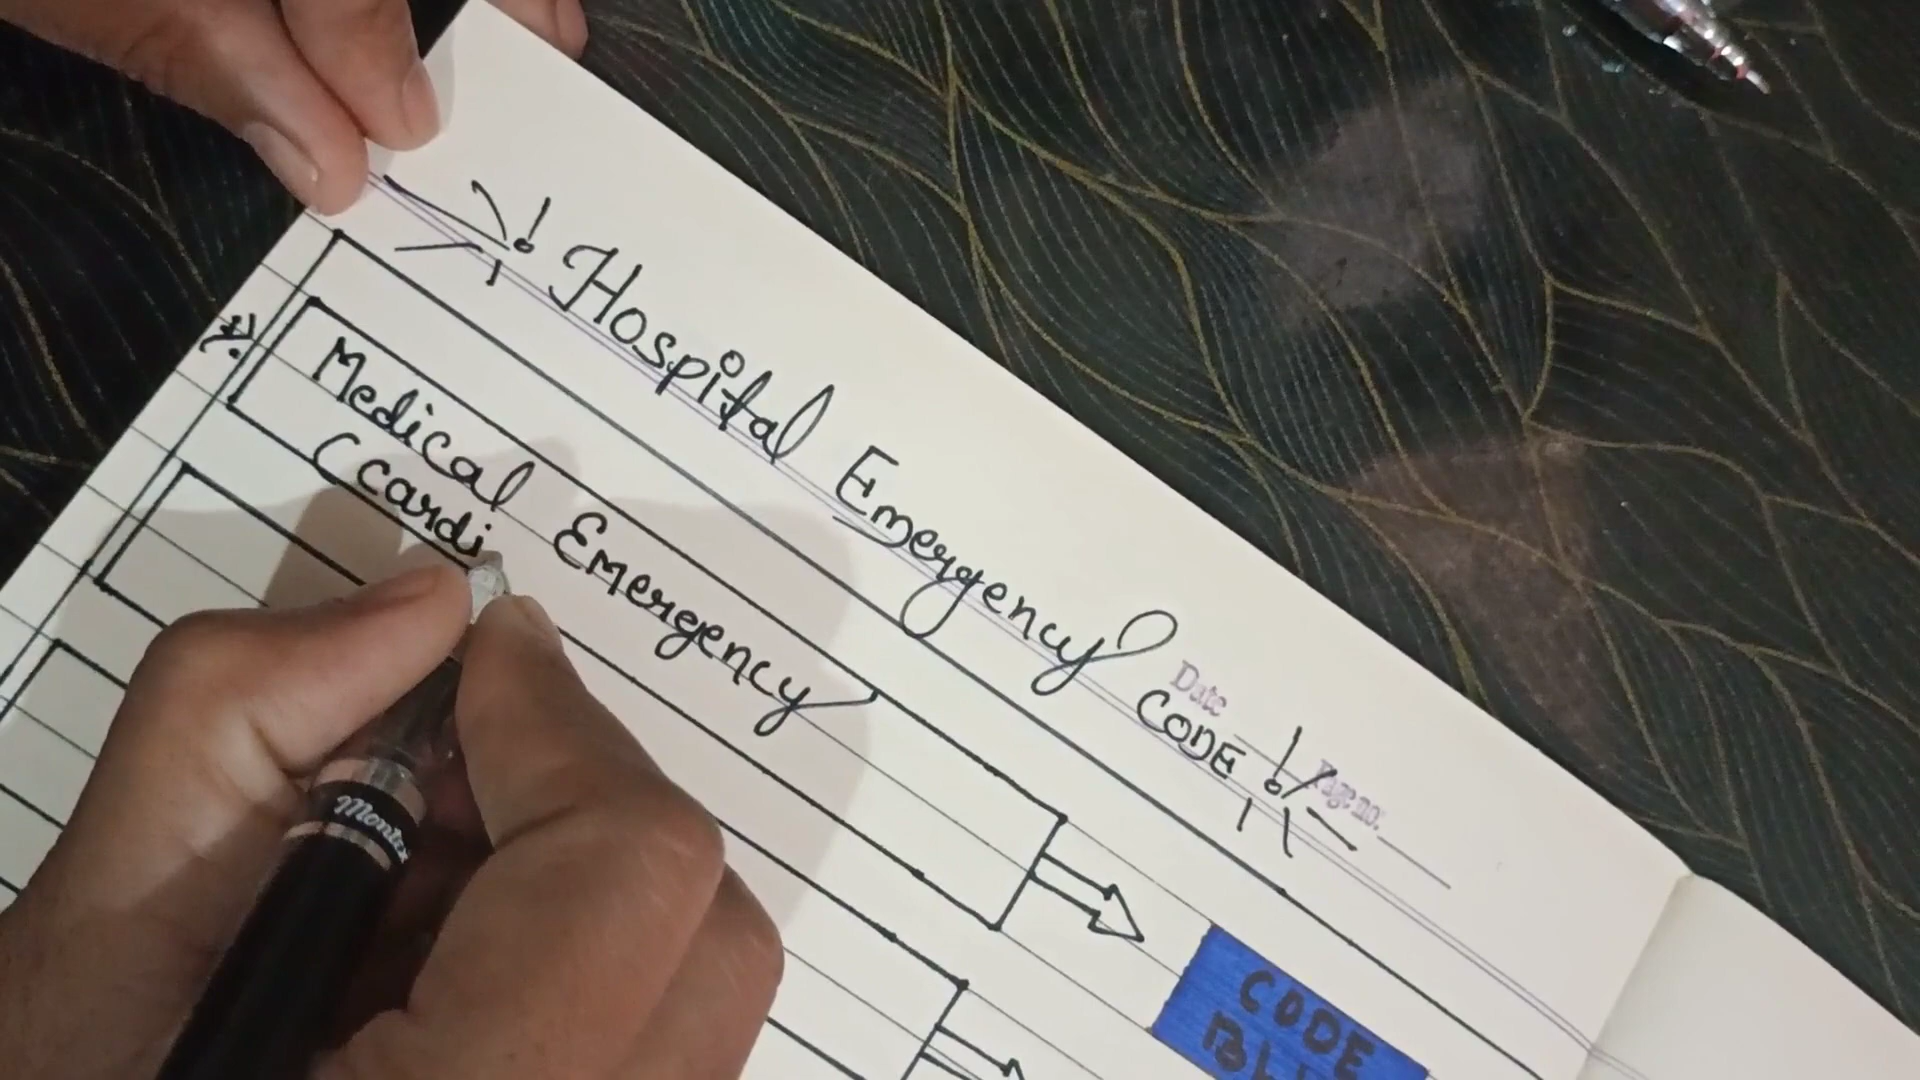 ! Hospital Emergency CODE !
Date
Page no.
Medical Emergency
(cardi
CODE
Montex